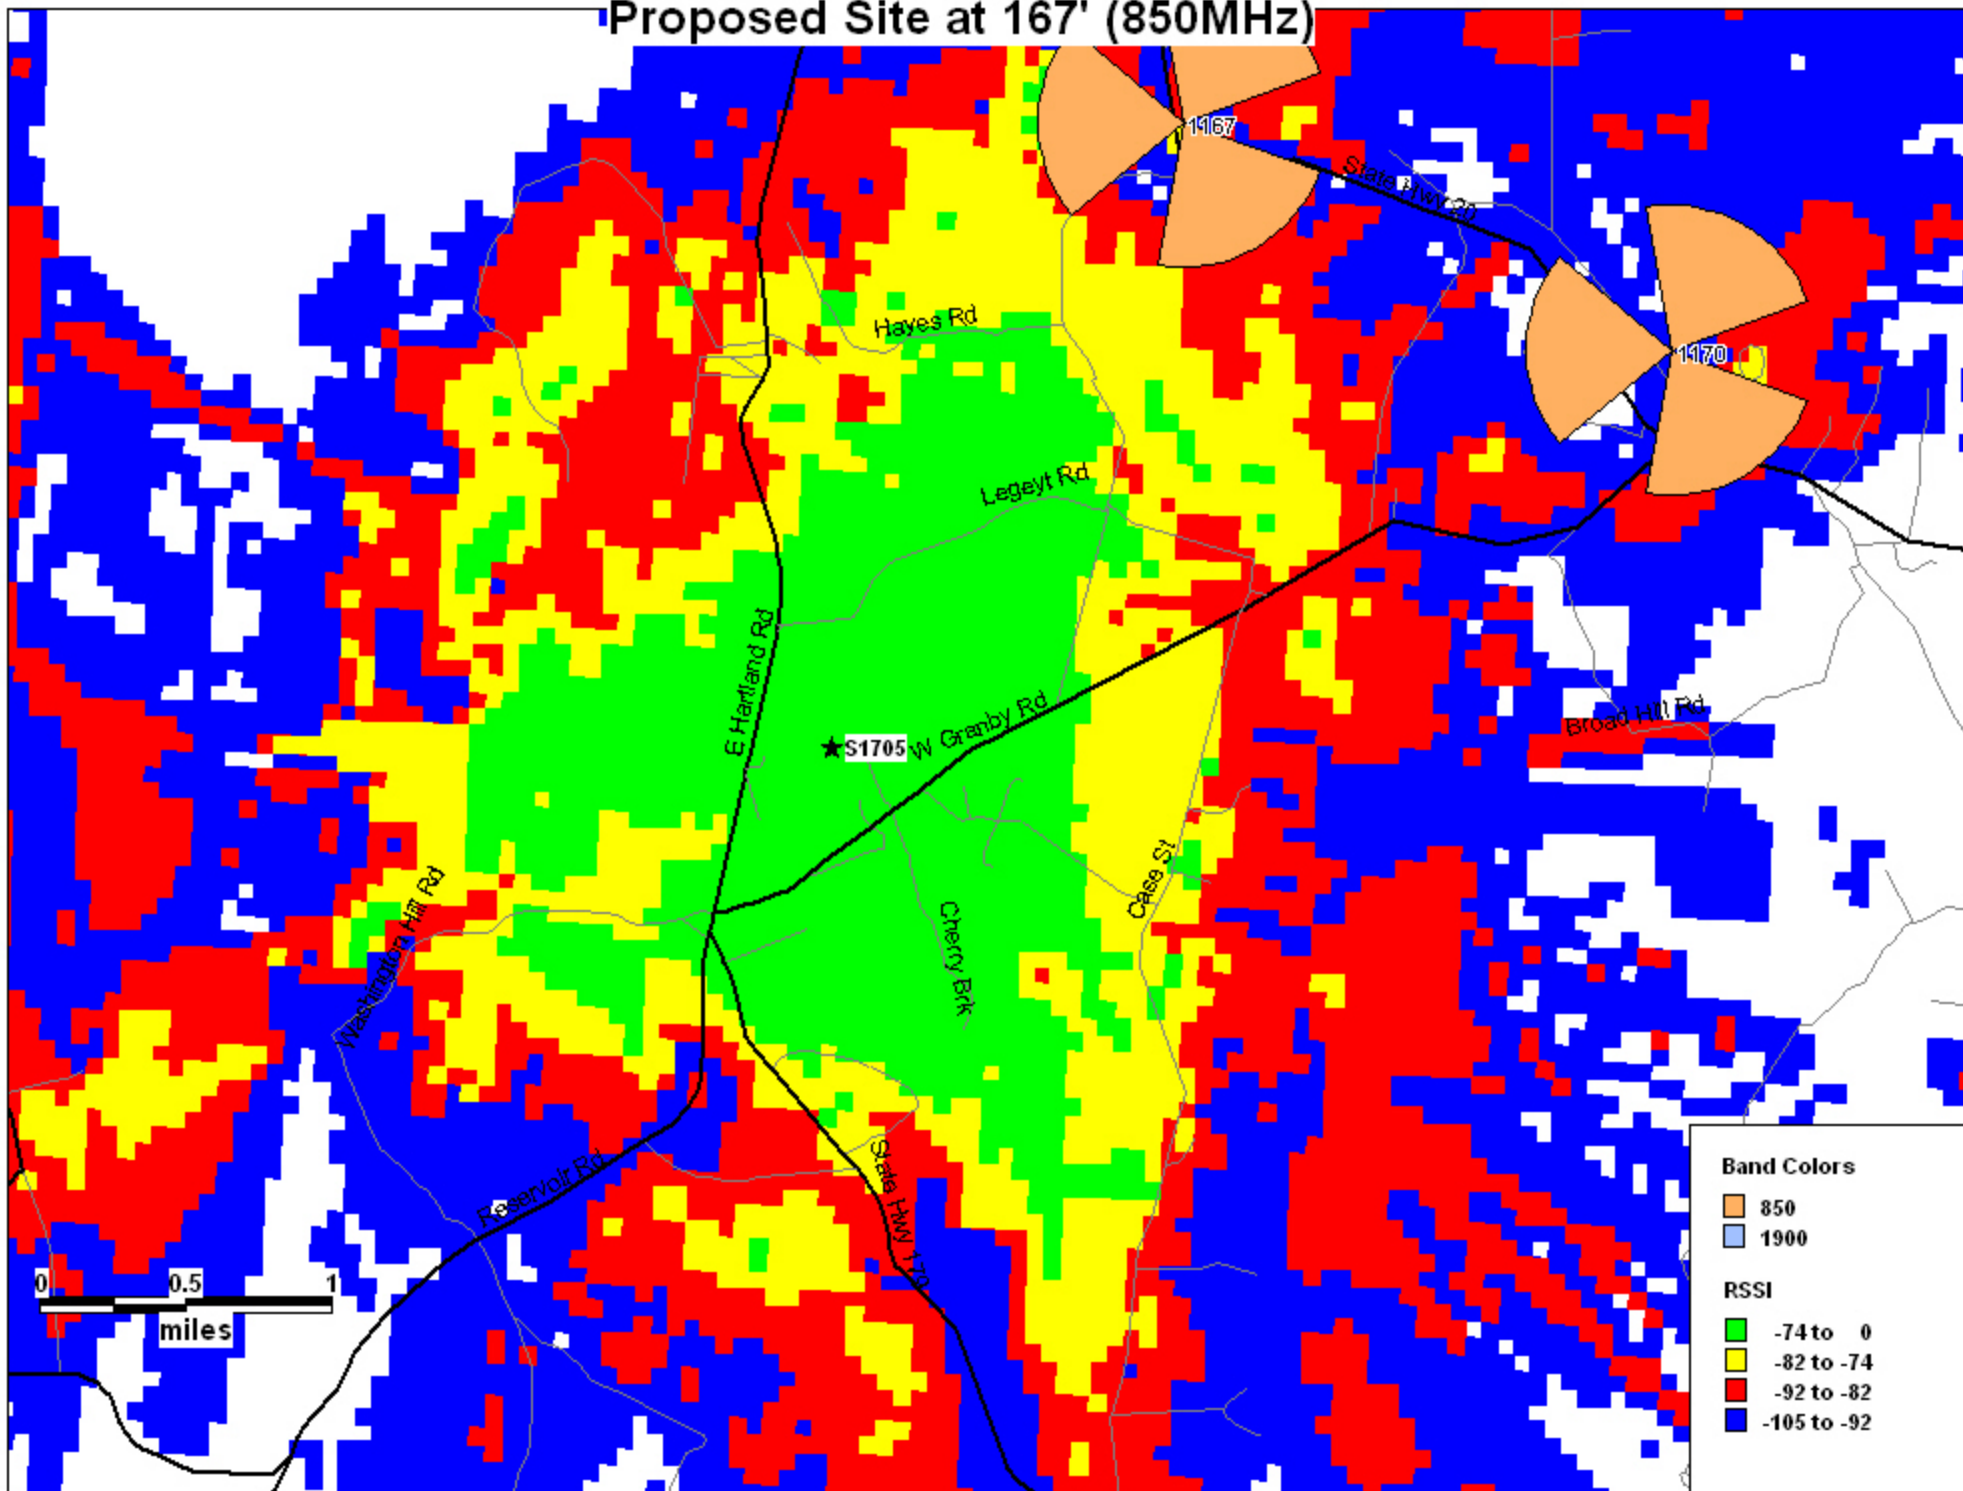 Proposed Site at 167' (850MHz)
1167
State Hwy 20
Hayes Rd
1170
Legeyt Rd
E Hartland Rd
S1705
W Granby Rd
Broad Hill Rd
Case St
Washington Hill Rd
Cherry Brk
State Hwy 179
Reservoir Rd
0 0.5 1
miles
Band Colors
850
1900
RSSI
-74 to 0
-82 to -74
-92 to -82
-105 to -92